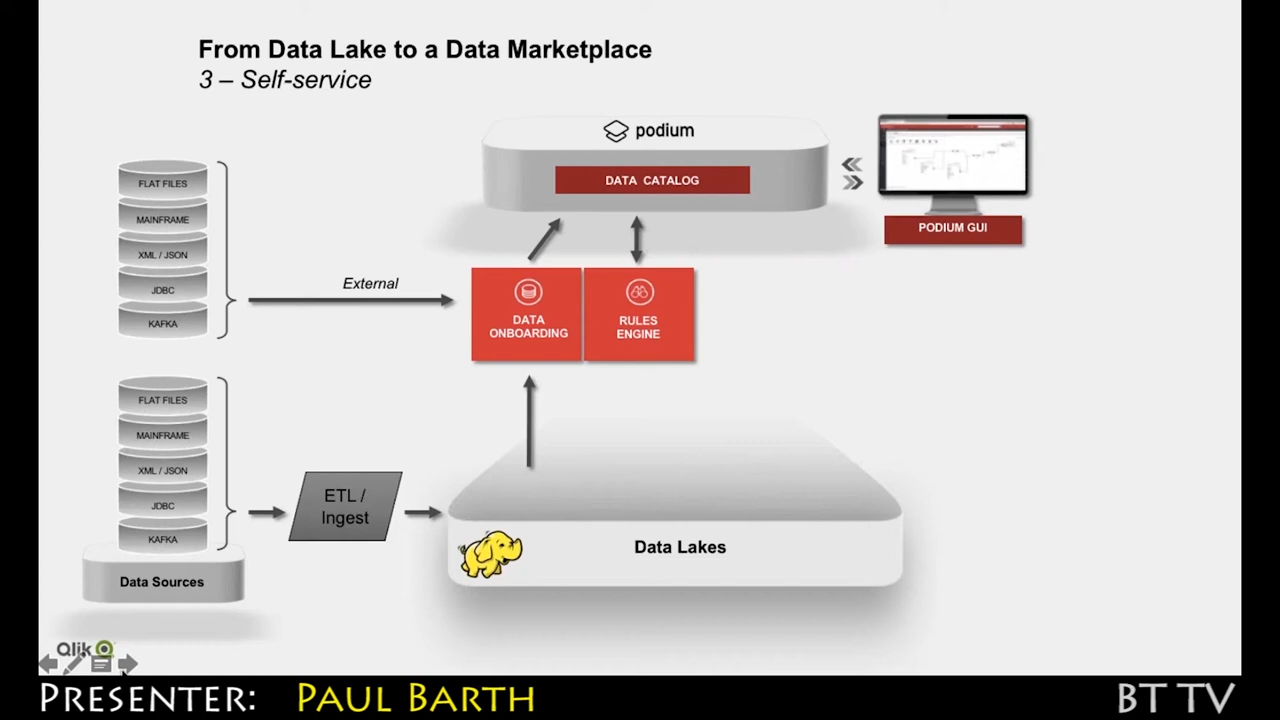 From Data Lake to a Data Marketplace
3 – Self-service
podium
DATA CATALOG
PODIUM GUI
FLAT FILES
MAINFRAME
XML / JSON
JDBC
KAFKA
External
DATA
ONBOARDING
RULES
ENGINE
FLAT FILES
MAINFRAME
XML / JSON
JDBC
KAFKA
Data Sources
ETL /
Ingest
Data Lakes
Qlik
PRESENTER: PAUL BARTH
BT TV